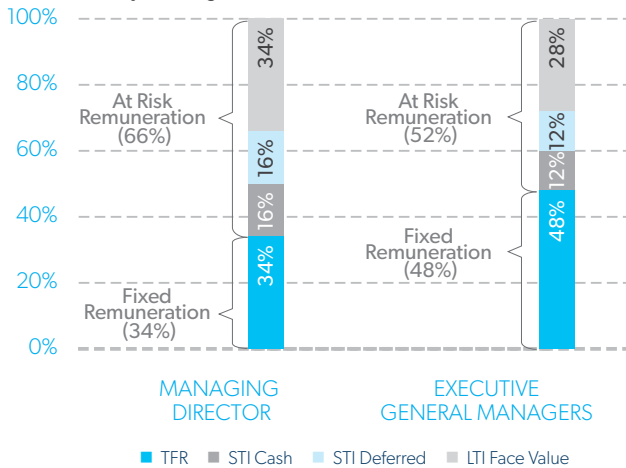 100%
80%
60%
40%
20%
0%
At Risk
Remuneration
(66%)
Fixed
Remuneration
(34%)
34%
16%
16%
34%
At Risk
Remuneration
(52%)
Fixed
Remuneration
(48%)
28%
12%
12%
48%
MANAGING
DIRECTOR
EXECUTIVE
GENERAL MANAGERS
TFR STI Cash STI Deferred LTI Face Value